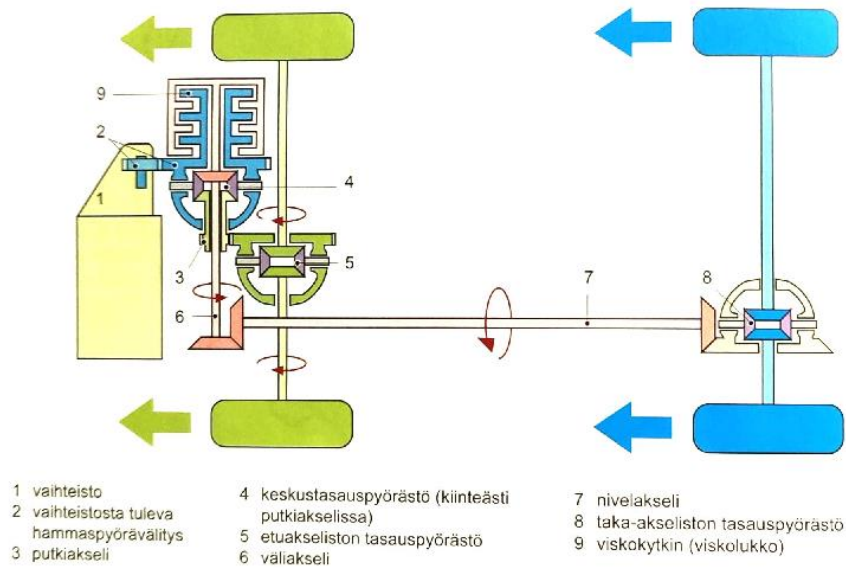 9
2
1
4
3
5
6
7
8
1 vaihteisto
2 vaihteistosta tuleva
hammaspyörävälitys
3 putkiakseli
4 keskustasauspyörästö (kiinteästi
putkiakselissa)
5 etuakseliston tasauspyörästö
6 väliakseli
7 nivelakseli
8 taka-akseliston tasauspyörästö
9 viskokytkin (viskolukko)